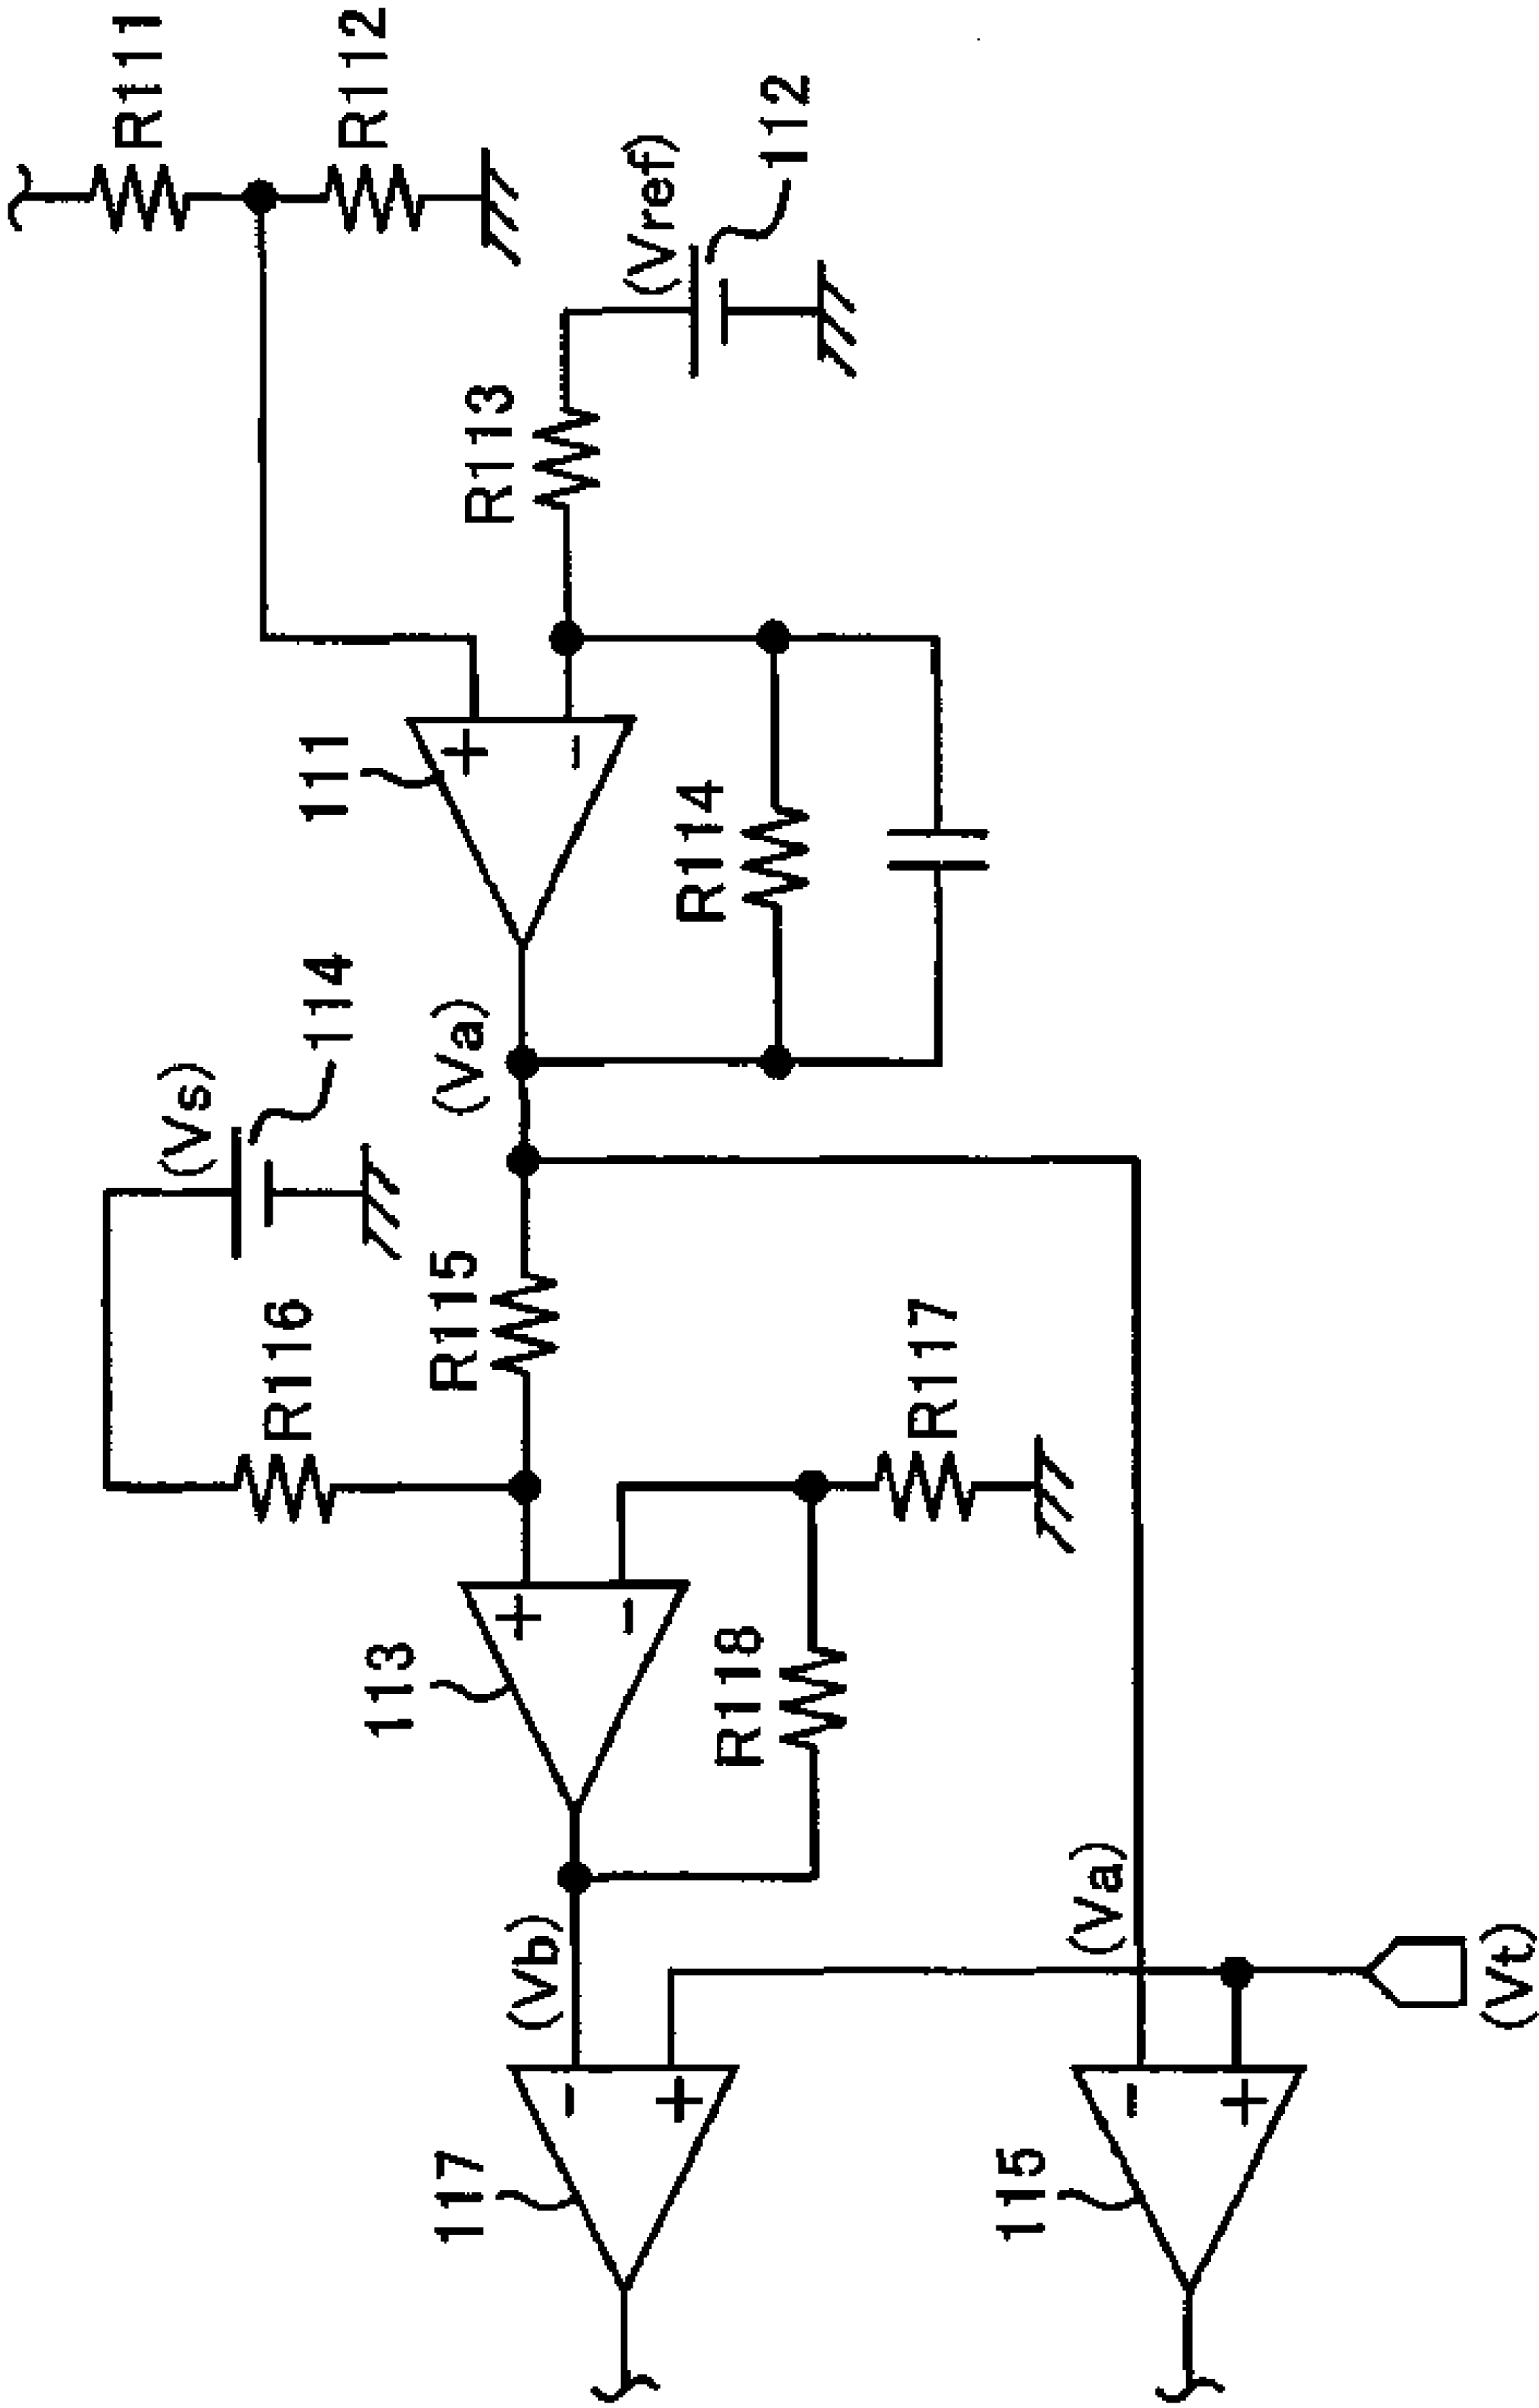 R111
R112
(Vref)
112
R113
111
+
-
R114
(Va)
(Vs)
114
R116
R115
R117
113
+
-
R118
(Vb)
(Va)
117
-
+
115
-
+
(Vt)